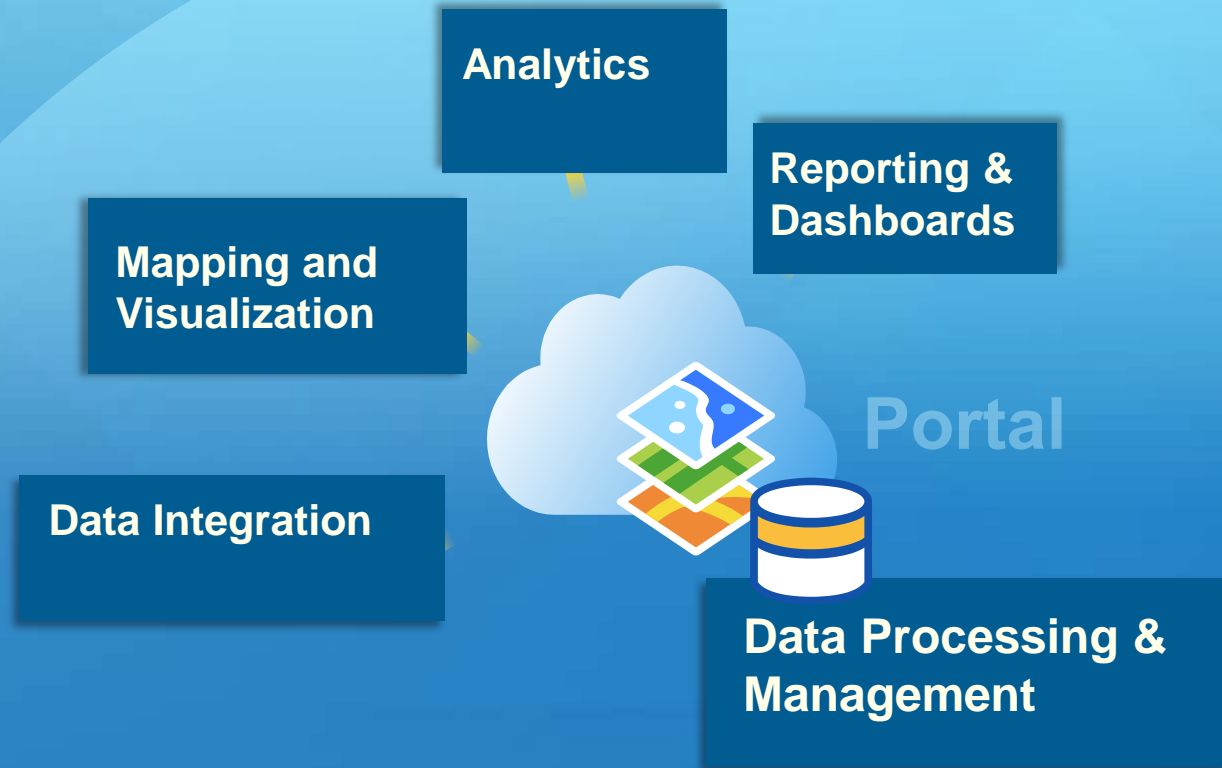 Analytics
Reporting &
Dashboards
Mapping and
Visualization
Portal
Data Integration
Data Processing &
Management